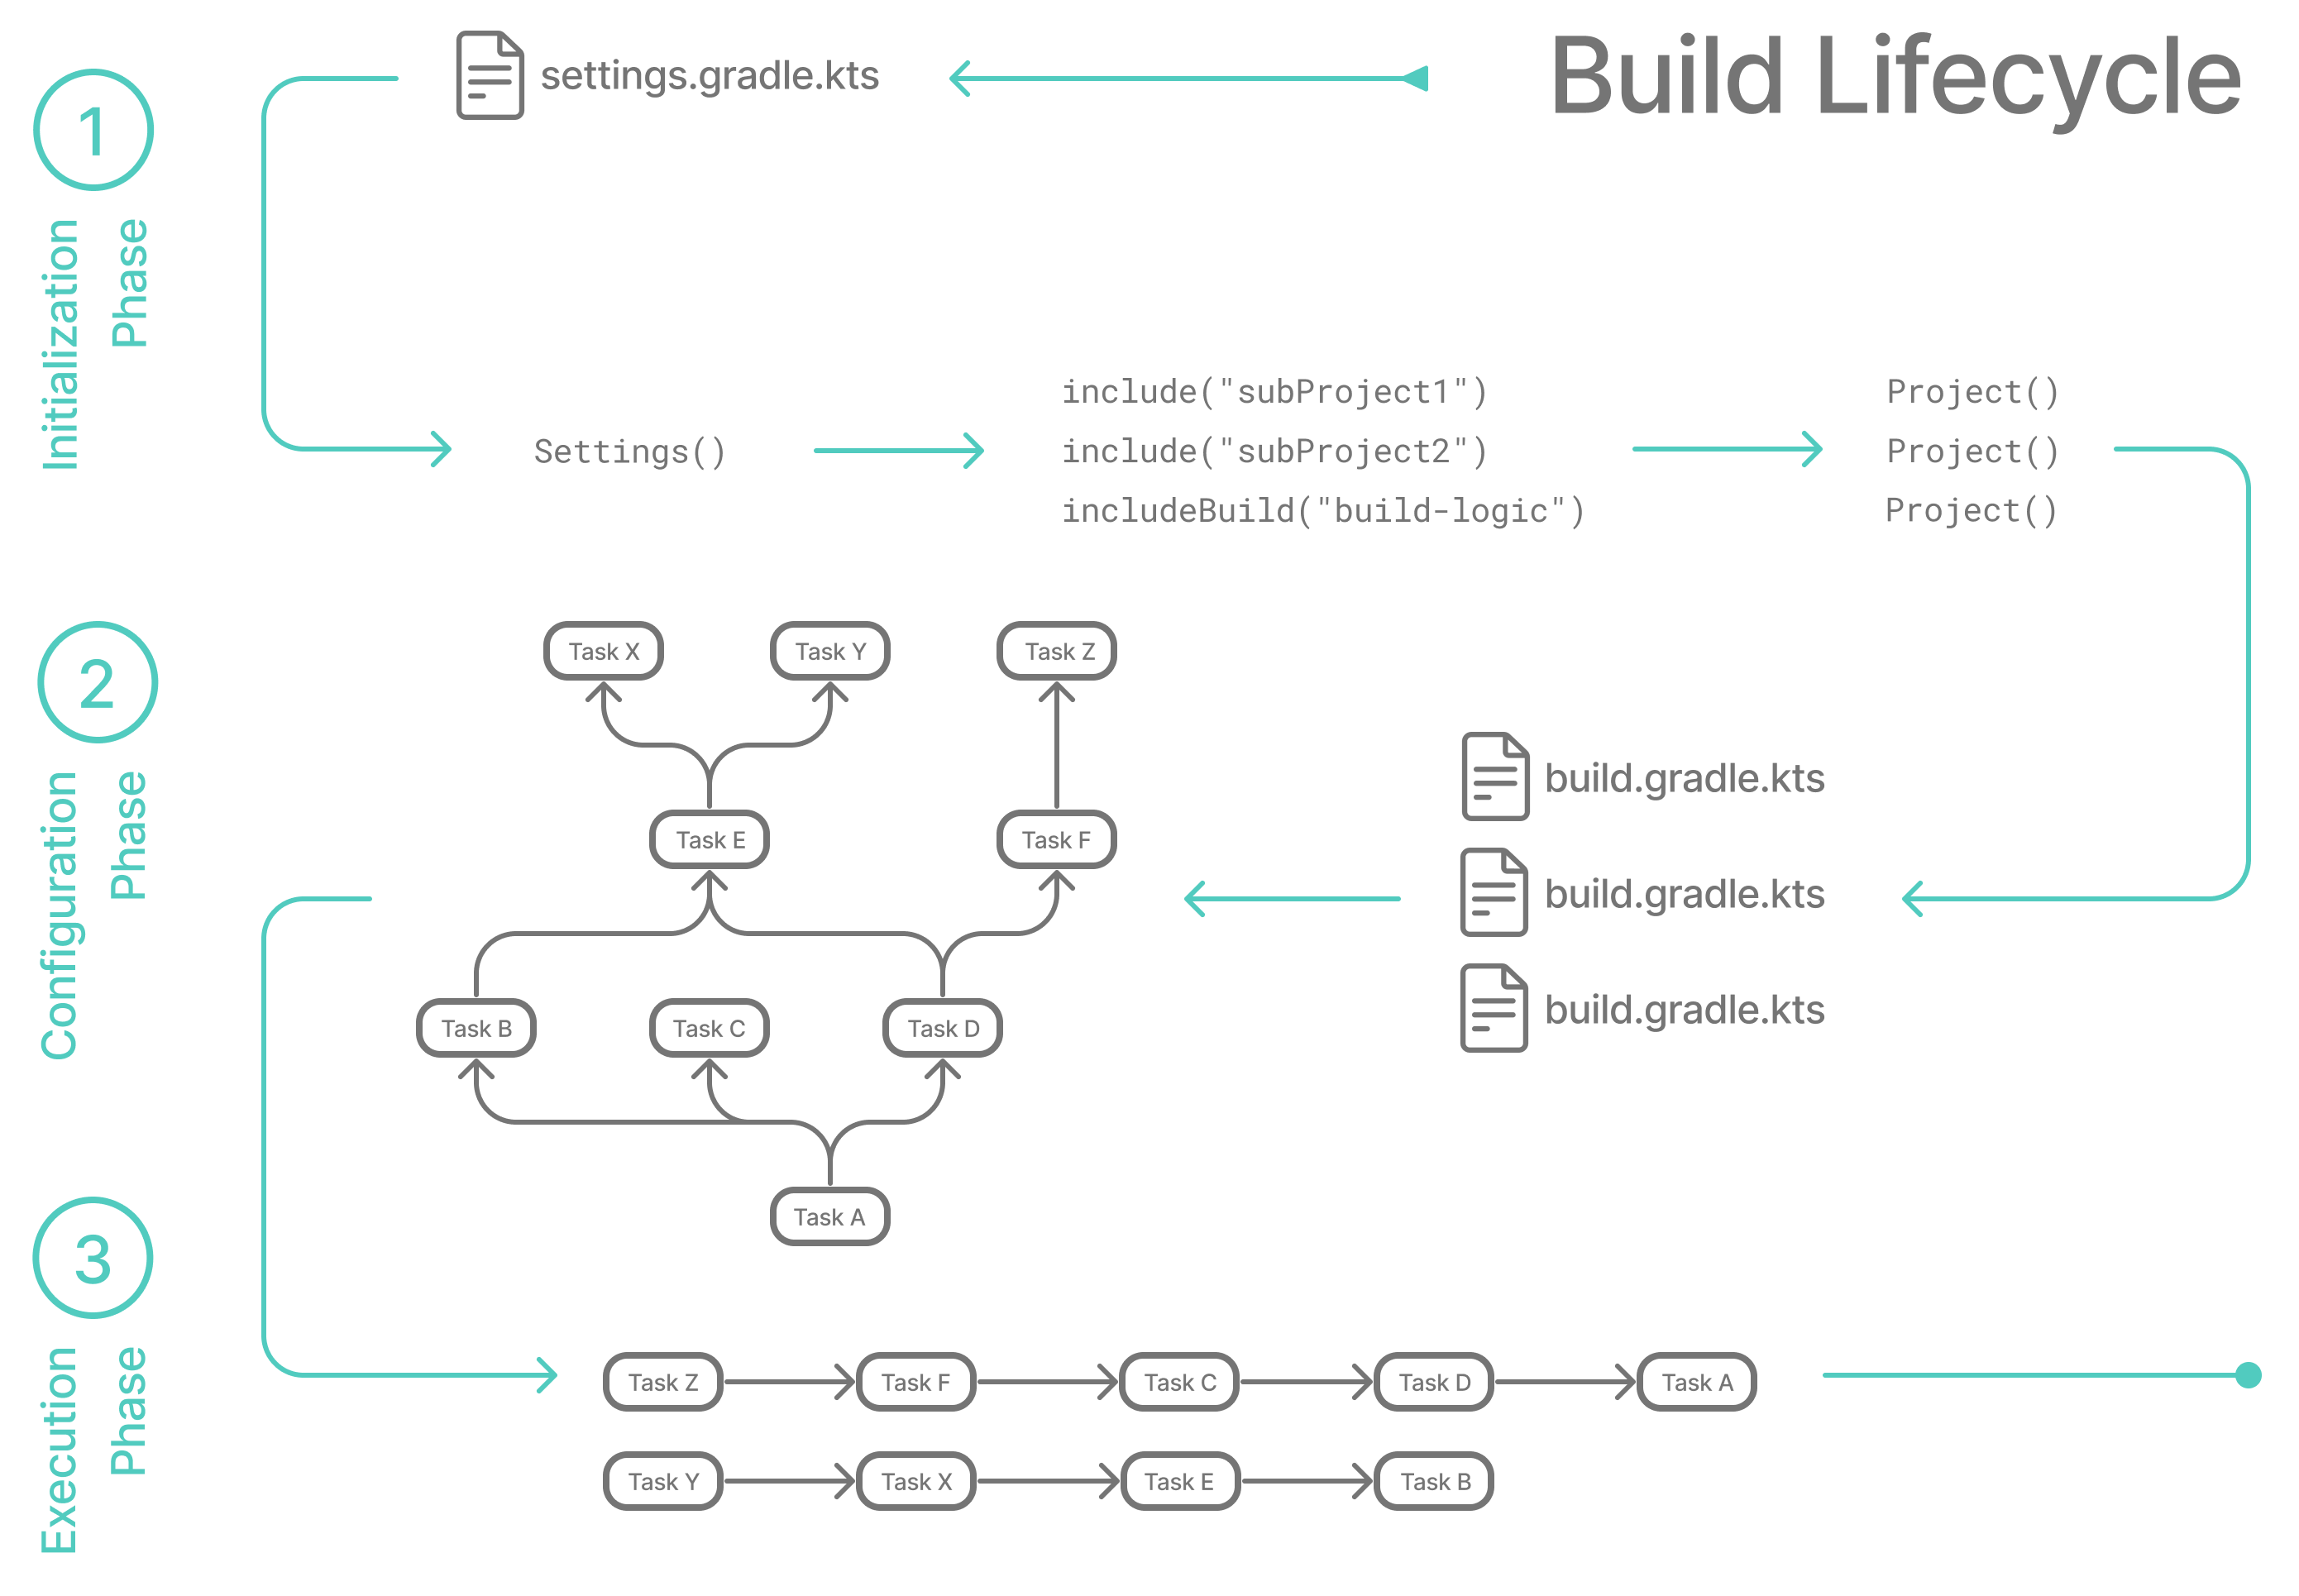 Build Lifecycle
1
Initialization
Phase
settings.gradle.kts
Settings()
include("subProject1")
include("subProject2")
includeBuild("build-logic")
Project()
Project()
Project()
2
Configuration
Phase
build.gradle.kts
build.gradle.kts
build.gradle.kts
Task X
Task Y
Task Z
Task E
Task F
Task B
Task C
Task D
Task A
3
Execution
Phase
Task Z
Task F
Task C
Task D
Task A
Task Y
Task X
Task E
Task B